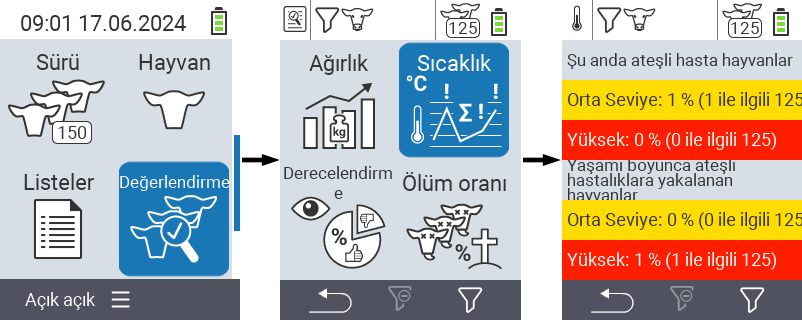 09:01 17.06.2024
Sürü
Hayvan
150
Listeler
Değerlendirme
Açık açık
125
Ağırlık
Sıcaklık
kg
°C
! Σ! !
Derecelendirm
e
Ölüm oranı
%
%
125
Şu anda ateşli hasta hayvanlar
Orta Seviye: 1 % (1 ile ilgili 125
Yüksek: 0 % (0 ile ilgili 125)
Yaşamı boyunca ateşli
hastalıklara yakalanan
hayvanlar
Orta Seviye: 0 % (0 ile ilgili 125
Yüksek: 1 % (1 ile ilgili 125)